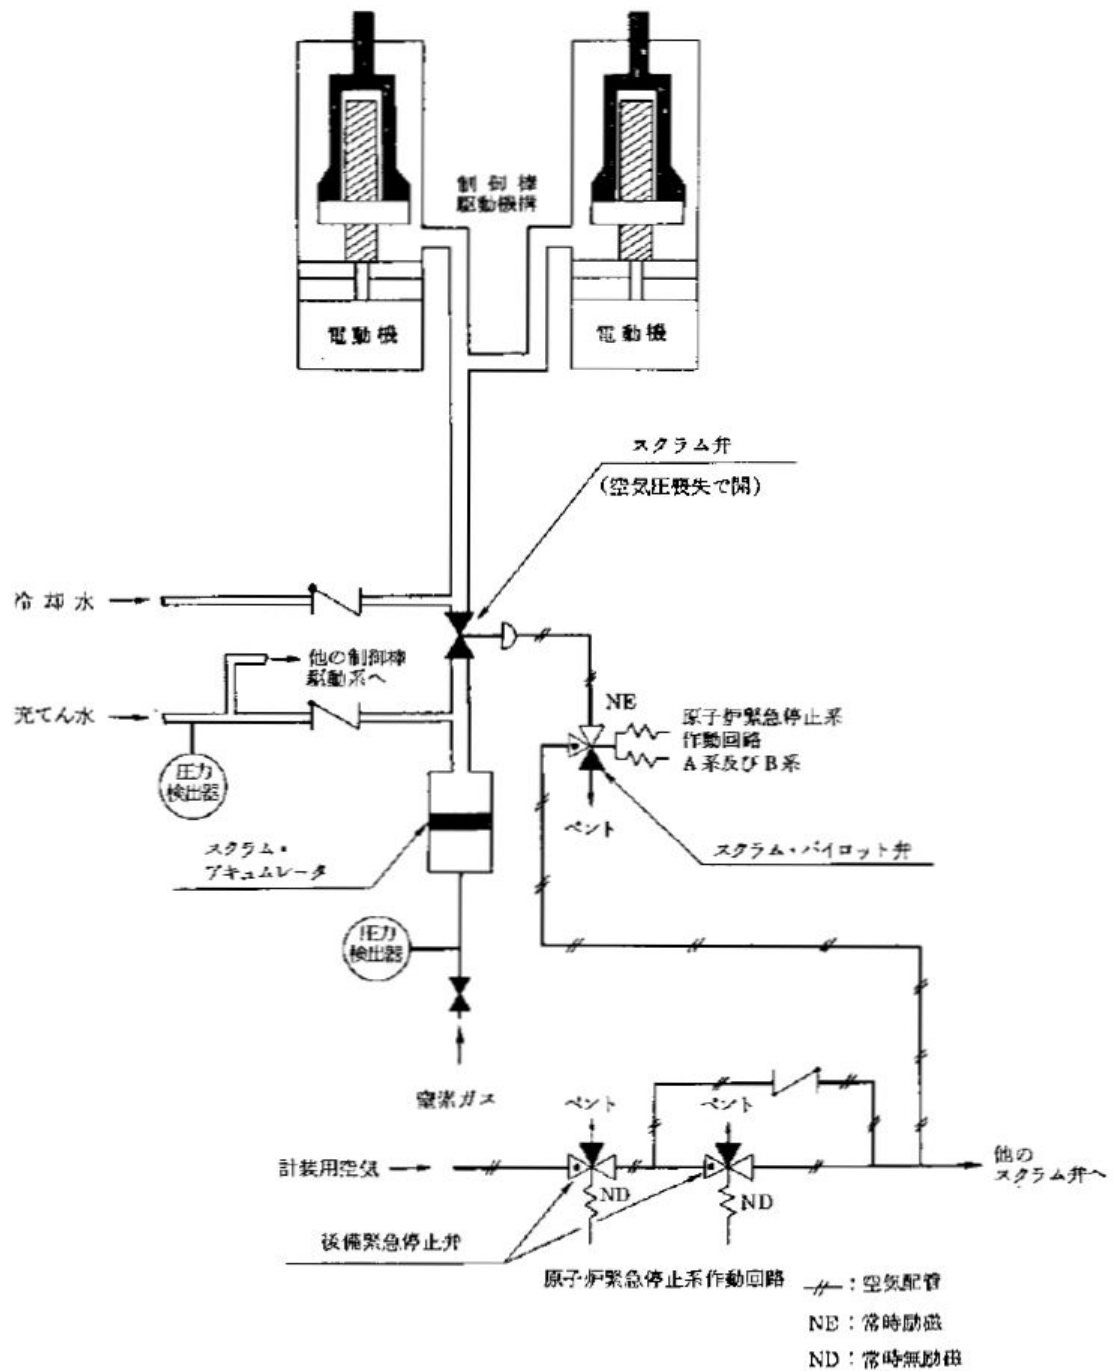 制御棒
駆動機構
電動機
電動機
スクラム弁
(空気圧喪失で開)
冷却水
他の制御棒
駆動系へ
充てん水
圧力
検出器
NE
原子炉緊急停止系
作動回路
A系及びB系
ベント
スクラム・パイロット弁
スクラム・
アキュムレータ
圧力
検出器
窒素ガス
ベント
ベント
計装用空気
他の
スクラム弁へ
ND
ND
後備緊急停止弁
原子炉緊急停止系作動回路
:空気配管
NE:常時励磁
ND:常時無励磁